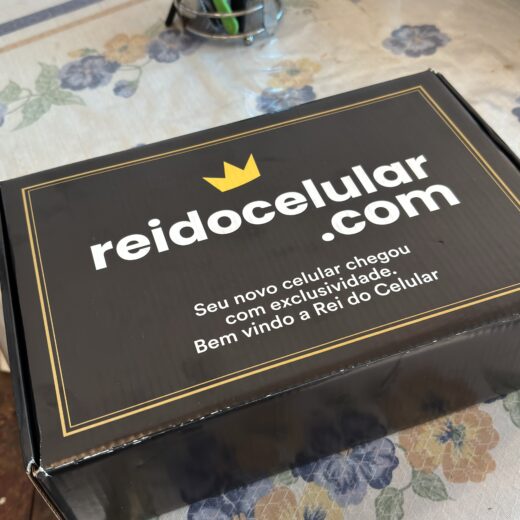 reidocelular
.com
Seu novo celular chegou
com exclusividade.
Bem vindo a Rei do Celular